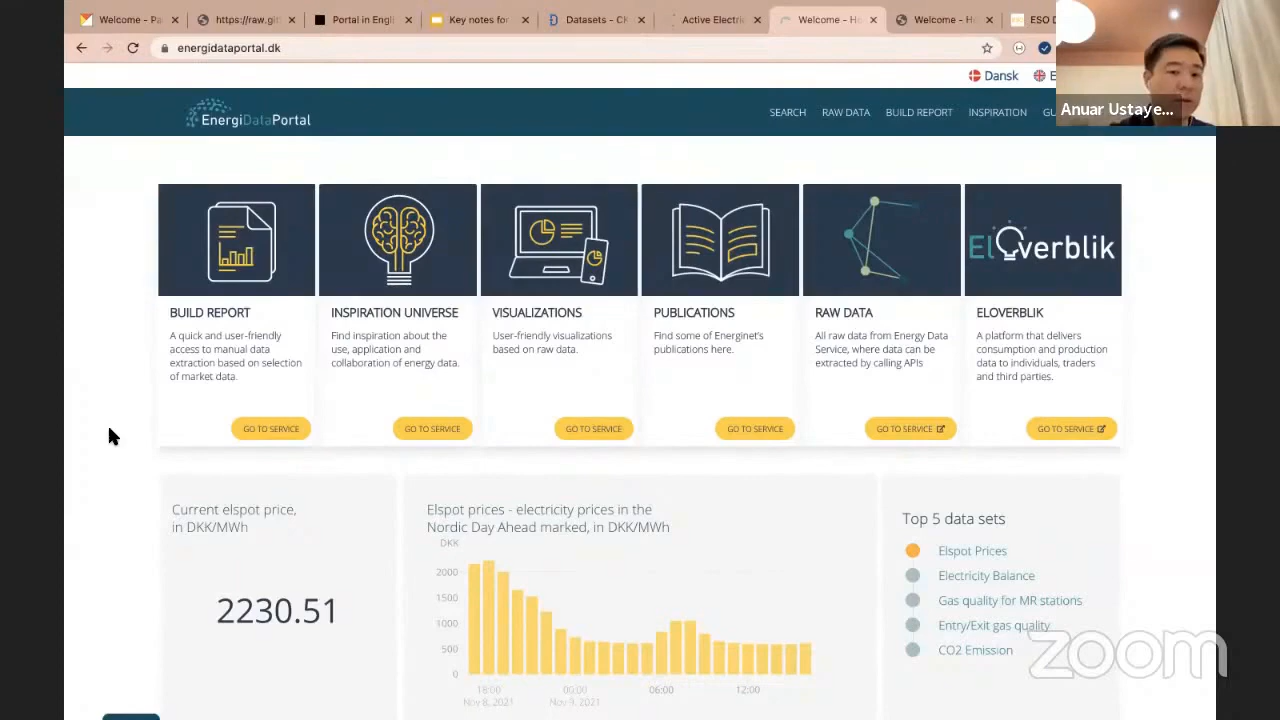 Welcome - Pa
https://raw.gi
Portal in Engl
Key notes for
Datasets - CK
Active Electric
Welcome - Ho
Welcome - Ho
ESO D
energidataportal.dk
Dansk
E
Anuar Ustaye...
EnergiDataPortal
SEARCH
RAW DATA
BUILD REPORT
INSPIRATION
GU
ElOverblik
BUILD REPORT
A quick and user-friendly
access to manual data
extraction based on selection
of market data.
GO TO SERVICE
INSPIRATION UNIVERSE
Find inspiration about the
use, application and
collaboration of energy data.
GO TO SERVICE
VISUALIZATIONS
User-friendly visualizations
based on raw data.
GO TO SERVICE
PUBLICATIONS
Find some of Energinet's
publications here.
GO TO SERVICE
RAW DATA
All raw data from Energy Data
Service, where data can be
extracted by calling APIs
GO TO SERVICE
ELOVERBLIK
A platform that delivers
consumption and production
data to individuals, traders
and third parties.
GO TO SERVICE
Current elspot price,
in DKK/MWh
2230.51
Elspot prices - electricity prices in the
Nordic Day Ahead marked, in DKK/MWh
DKK
2000
1500
1000
500
0
18:00
Nov 8, 2021
00:00
Nov 9, 2021
06:00
12:00
Top 5 data sets
Elspot Prices
Electricity Balance
Gas quality for MR stations
Entry/Exit gas quality
CO2 Emission
zoom